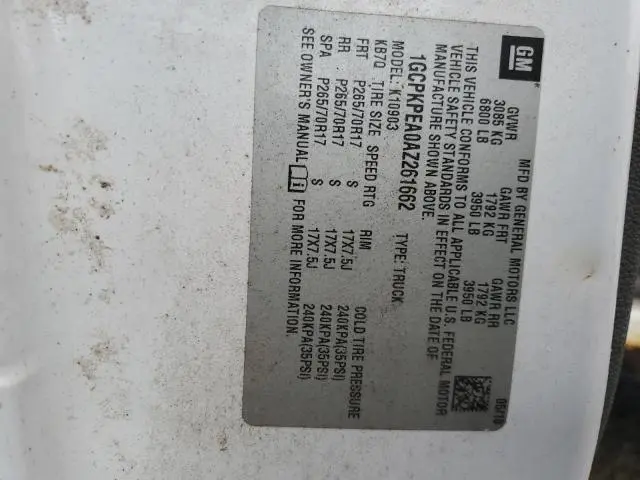 GM
MFD BY GENERAL MOTORS LLC
GVWR GAWR FRT GAWR RR
3085 KG 1792 KG 1792 KG
6800 LB 3950 LB 3950 LB
THIS VEHICLE CONFORMS TO ALL APPLICABLE U.S. FEDERAL MOTOR
VEHICLE SAFETY STANDARDS IN EFFECT ON THE DATE OF
MANUFACTURE SHOWN ABOVE.
1GCPKPEA0AZ261662 TYPE: TRUCK
MODEL: K10903
KB7Q TIRE SIZE SPEED RTG RIM COLD TIRE PRESSURE
FRT P265/70R17 S 17X7.5J 240KPA(35PSI)
RR P265/70R17 S 17X7.5J 240KPA(35PSI)
SPA P265/70R17 S 17X7.5J 240KPA(35PSI)
SEE OWNER'S MANUAL FOR MORE INFORMATION.